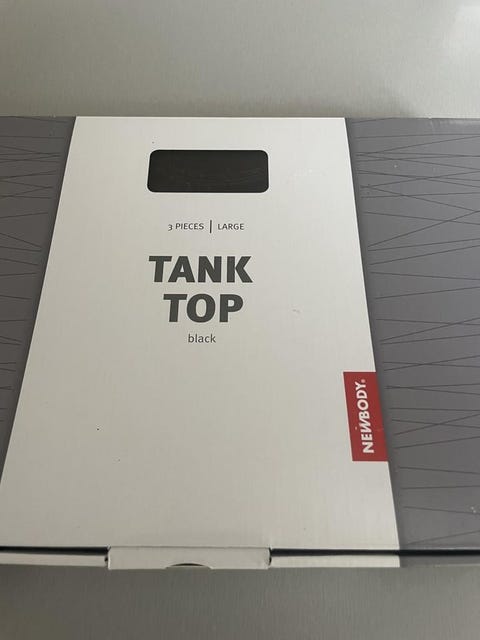 3 PIECES | LARGE
TANK
TOP
black
NEWBODY®